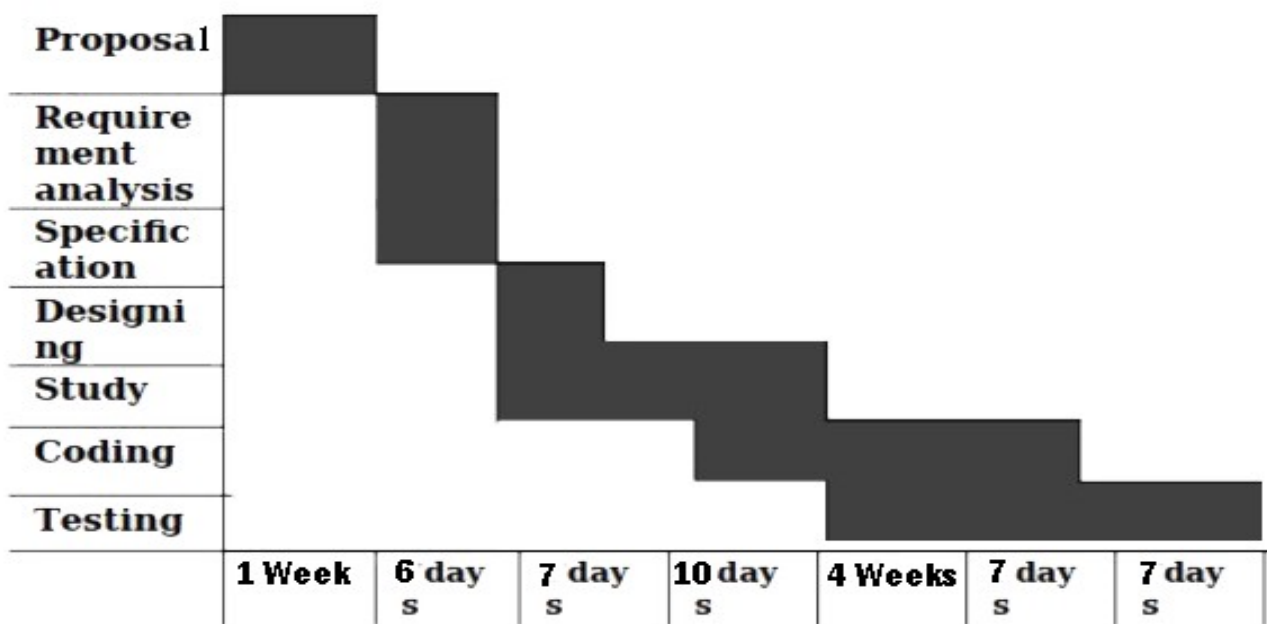 Proposal
Require
ment
analysis
Specific
ation
Designi
ng
Study
Coding
Testing
1 Week 6 day 7 day 10 day 4 Weeks 7 day 7 day
s s s s s